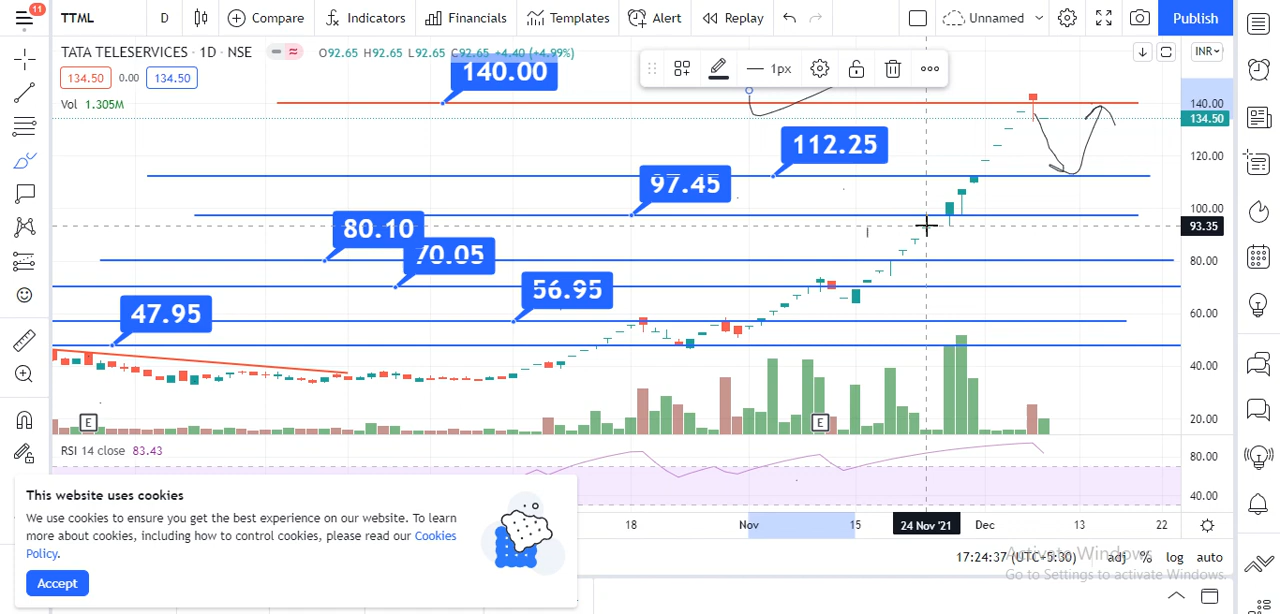 11
TTML
D
Compare
Indicators
Financials
Templates
Alert
Replay
Unnamed
Publish
TATA TELESERVICES · 1D · NSE
O92.65 H92.65 L92.65 C92.65 +4.40 (+4.99%)
134.50 0.00 134.50
Vol 1.305M
1px
INR
140.00
112.25
97.45
80.10
70.05
56.95
47.95
140.00
134.50
120.00
100.00
93.35
80.00
60.00
40.00
20.00
E
E
RSI 14 close 83.43
80.00
40.00
18
Nov
15
24 Nov '21
Dec
13
22
This website uses cookies
We use cookies to ensure you get the best experience on our website. To learn
more about cookies, including how to control cookies, please read our Cookies
Policy.
Accept
17:24:37 (UTC+5:30)
adj % log auto
Activate Windows
Go to Settings to activate Windows.